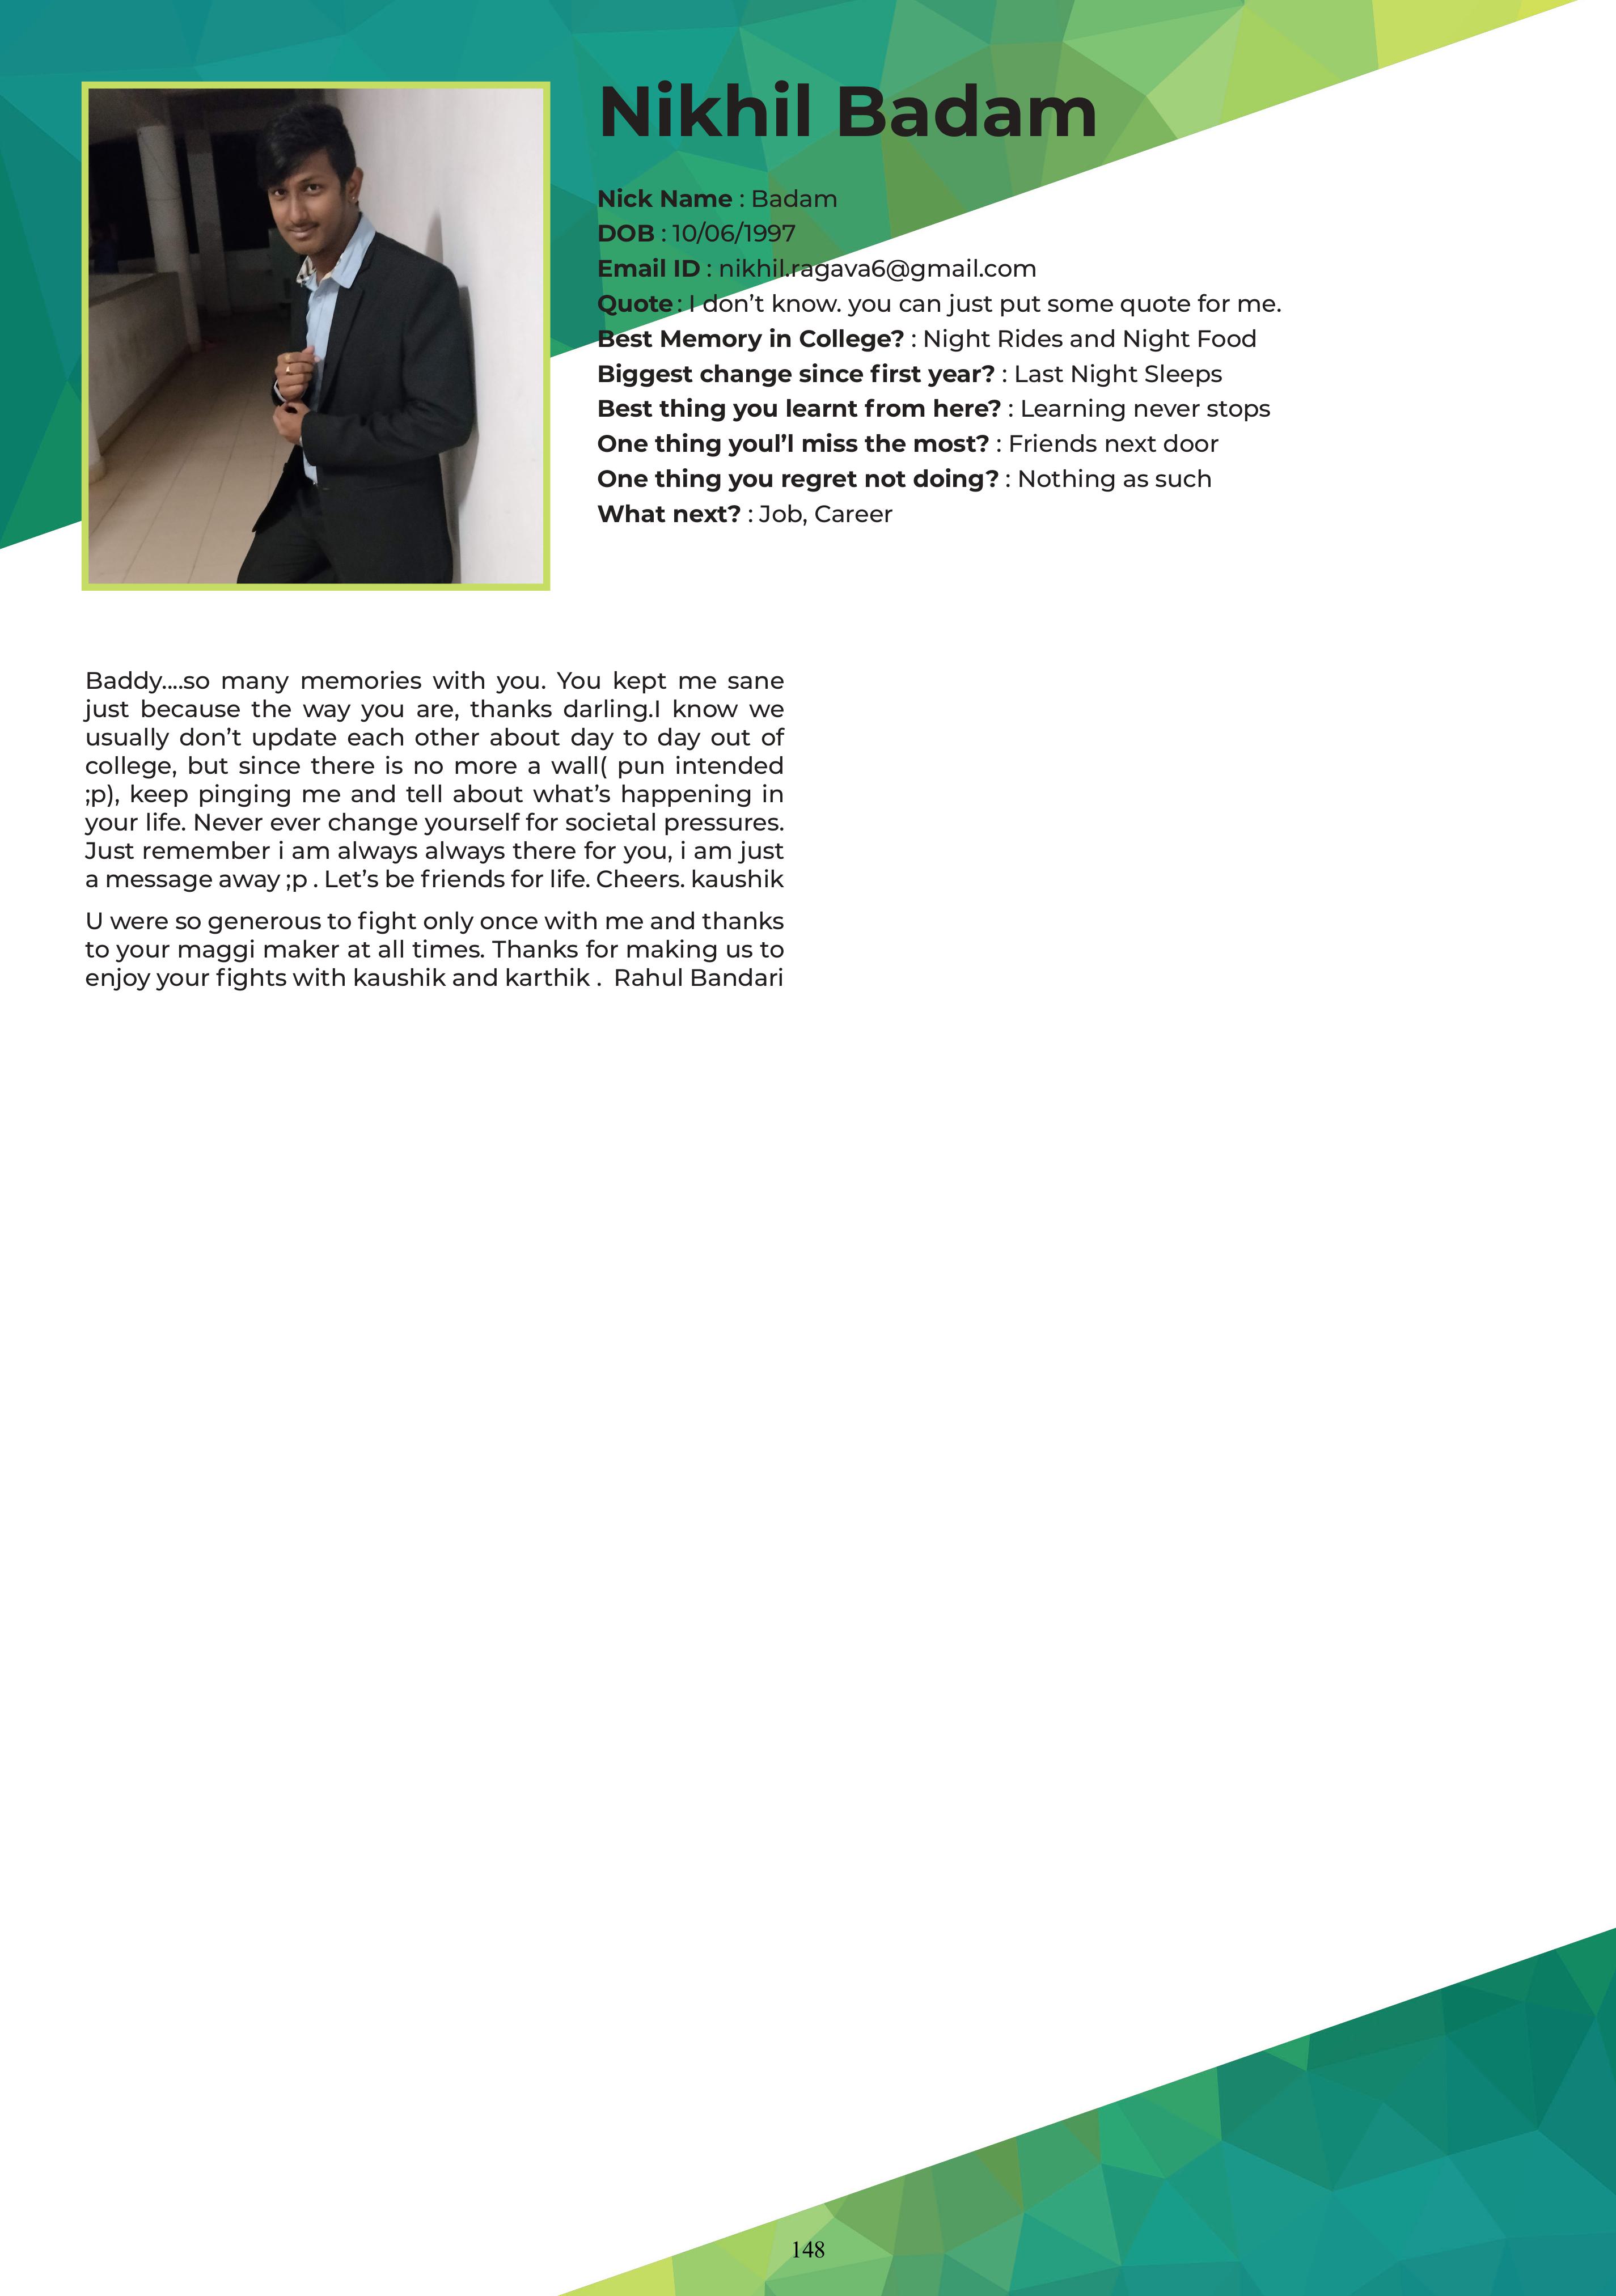 Nikhil Badam
Nick Name : Badam
DOB : 10/06/1997
Email ID : nikhil.ragava6@gmail.com
Quote : I don’t know. you can just put some quote for me.
Best Memory in College? : Night Rides and Night Food
Biggest change since first year? : Last Night Sleeps
Best thing you learnt from here? : Learning never stops
One thing youl’l miss the most? : Friends next door
One thing you regret not doing? : Nothing as such
What next? : Job, Career
Baddy....so many memories with you. You kept me sane
just because the way you are, thanks darling.I know we
usually don’t update each other about day to day out of
college, but since there is no more a wall( pun intended
;p), keep pinging me and tell about what’s happening in
your life. Never ever change yourself for societal pressures.
Just remember i am always always there for you, i am just
a message away ;p . Let’s be friends for life. Cheers. kaushik
U were so generous to fight only once with me and thanks
to your maggi maker at all times. Thanks for making us to
enjoy your fights with kaushik and karthik .  Rahul Bandari
148